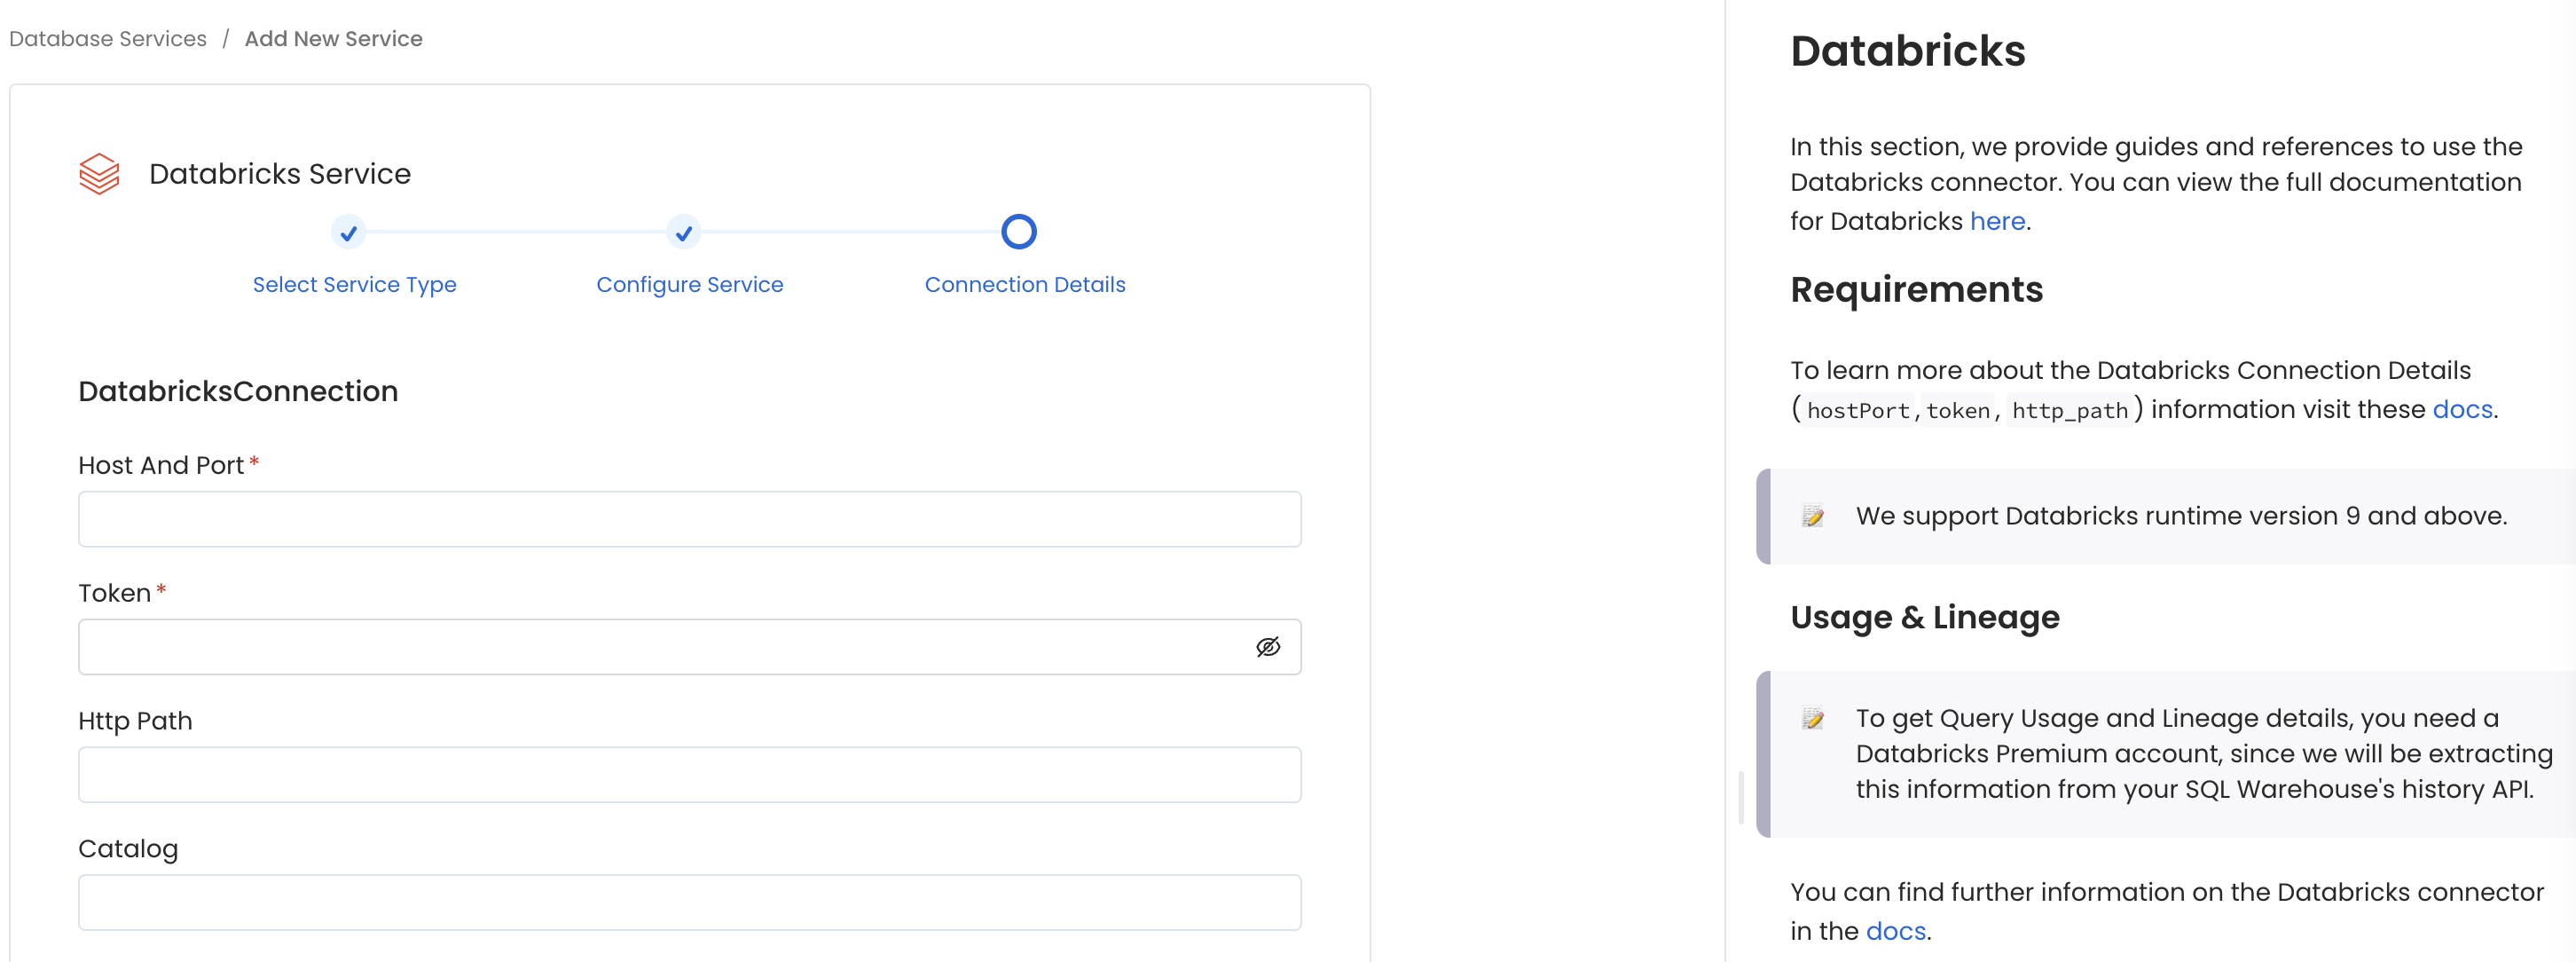 Database Services / Add New Service
Databricks Service
Select Service Type
Configure Service
Connection Details
DatabricksConnection
Host And Port *
Token *
Http Path
Catalog
Databricks
In this section, we provide guides and references to use the
Databricks connector. You can view the full documentation
for Databricks here.
Requirements
To learn more about the Databricks Connection Details
( hostPort , token , http_path ) information visit these docs.
📝 We support Databricks runtime version 9 and above.
Usage & Lineage
📝 To get Query Usage and Lineage details, you need a
Databricks Premium account, since we will be extracting
this information from your SQL Warehouse's history API.
You can find further information on the Databricks connector
in the docs.